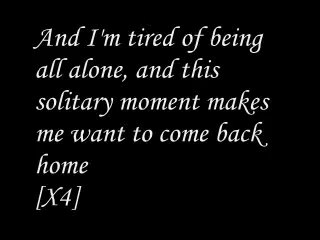 And I'm tired of being
all alone, and this
solitary moment makes
me want to come back
home
[X4]